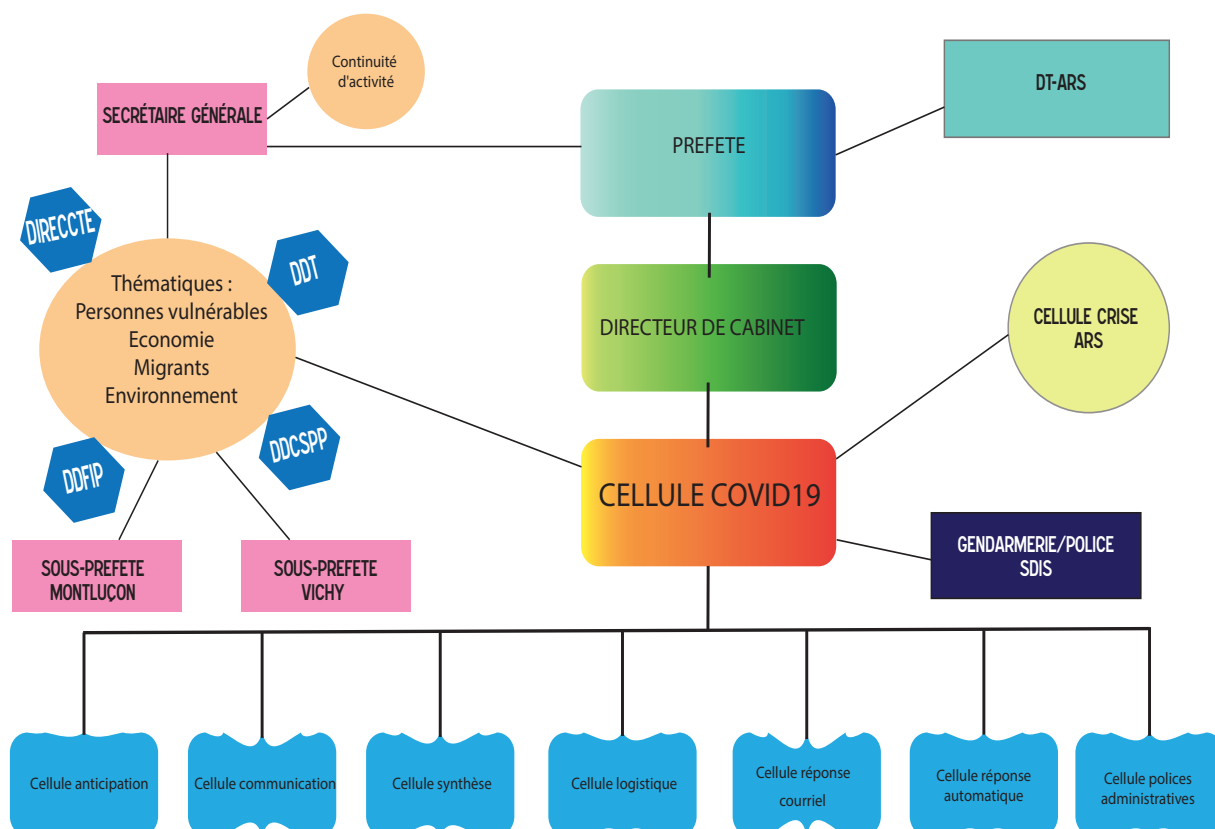 Continuité
d'activité
SECRÉTAIRE GÉNÉRALE
PREFETE
DT-ARS
DIRECCTE
DDT
Thématiques :
Personnes vulnérables
Economie
Migrants
Environnement
DIRECTEUR DE CABINET
CELLULE CRISE
ARS
DDFIP
DDCSPP
CELLULE COVID19
SOUS-PREFETE
MONTLUÇON
SOUS-PREFETE
VICHY
GENDARMERIE/POLICE
SDIS
Cellule anticipation
Cellule communication
Cellule synthèse
Cellule logistique
Cellule réponse
courriel
Cellule réponse
automatique
Cellule polices
administratives